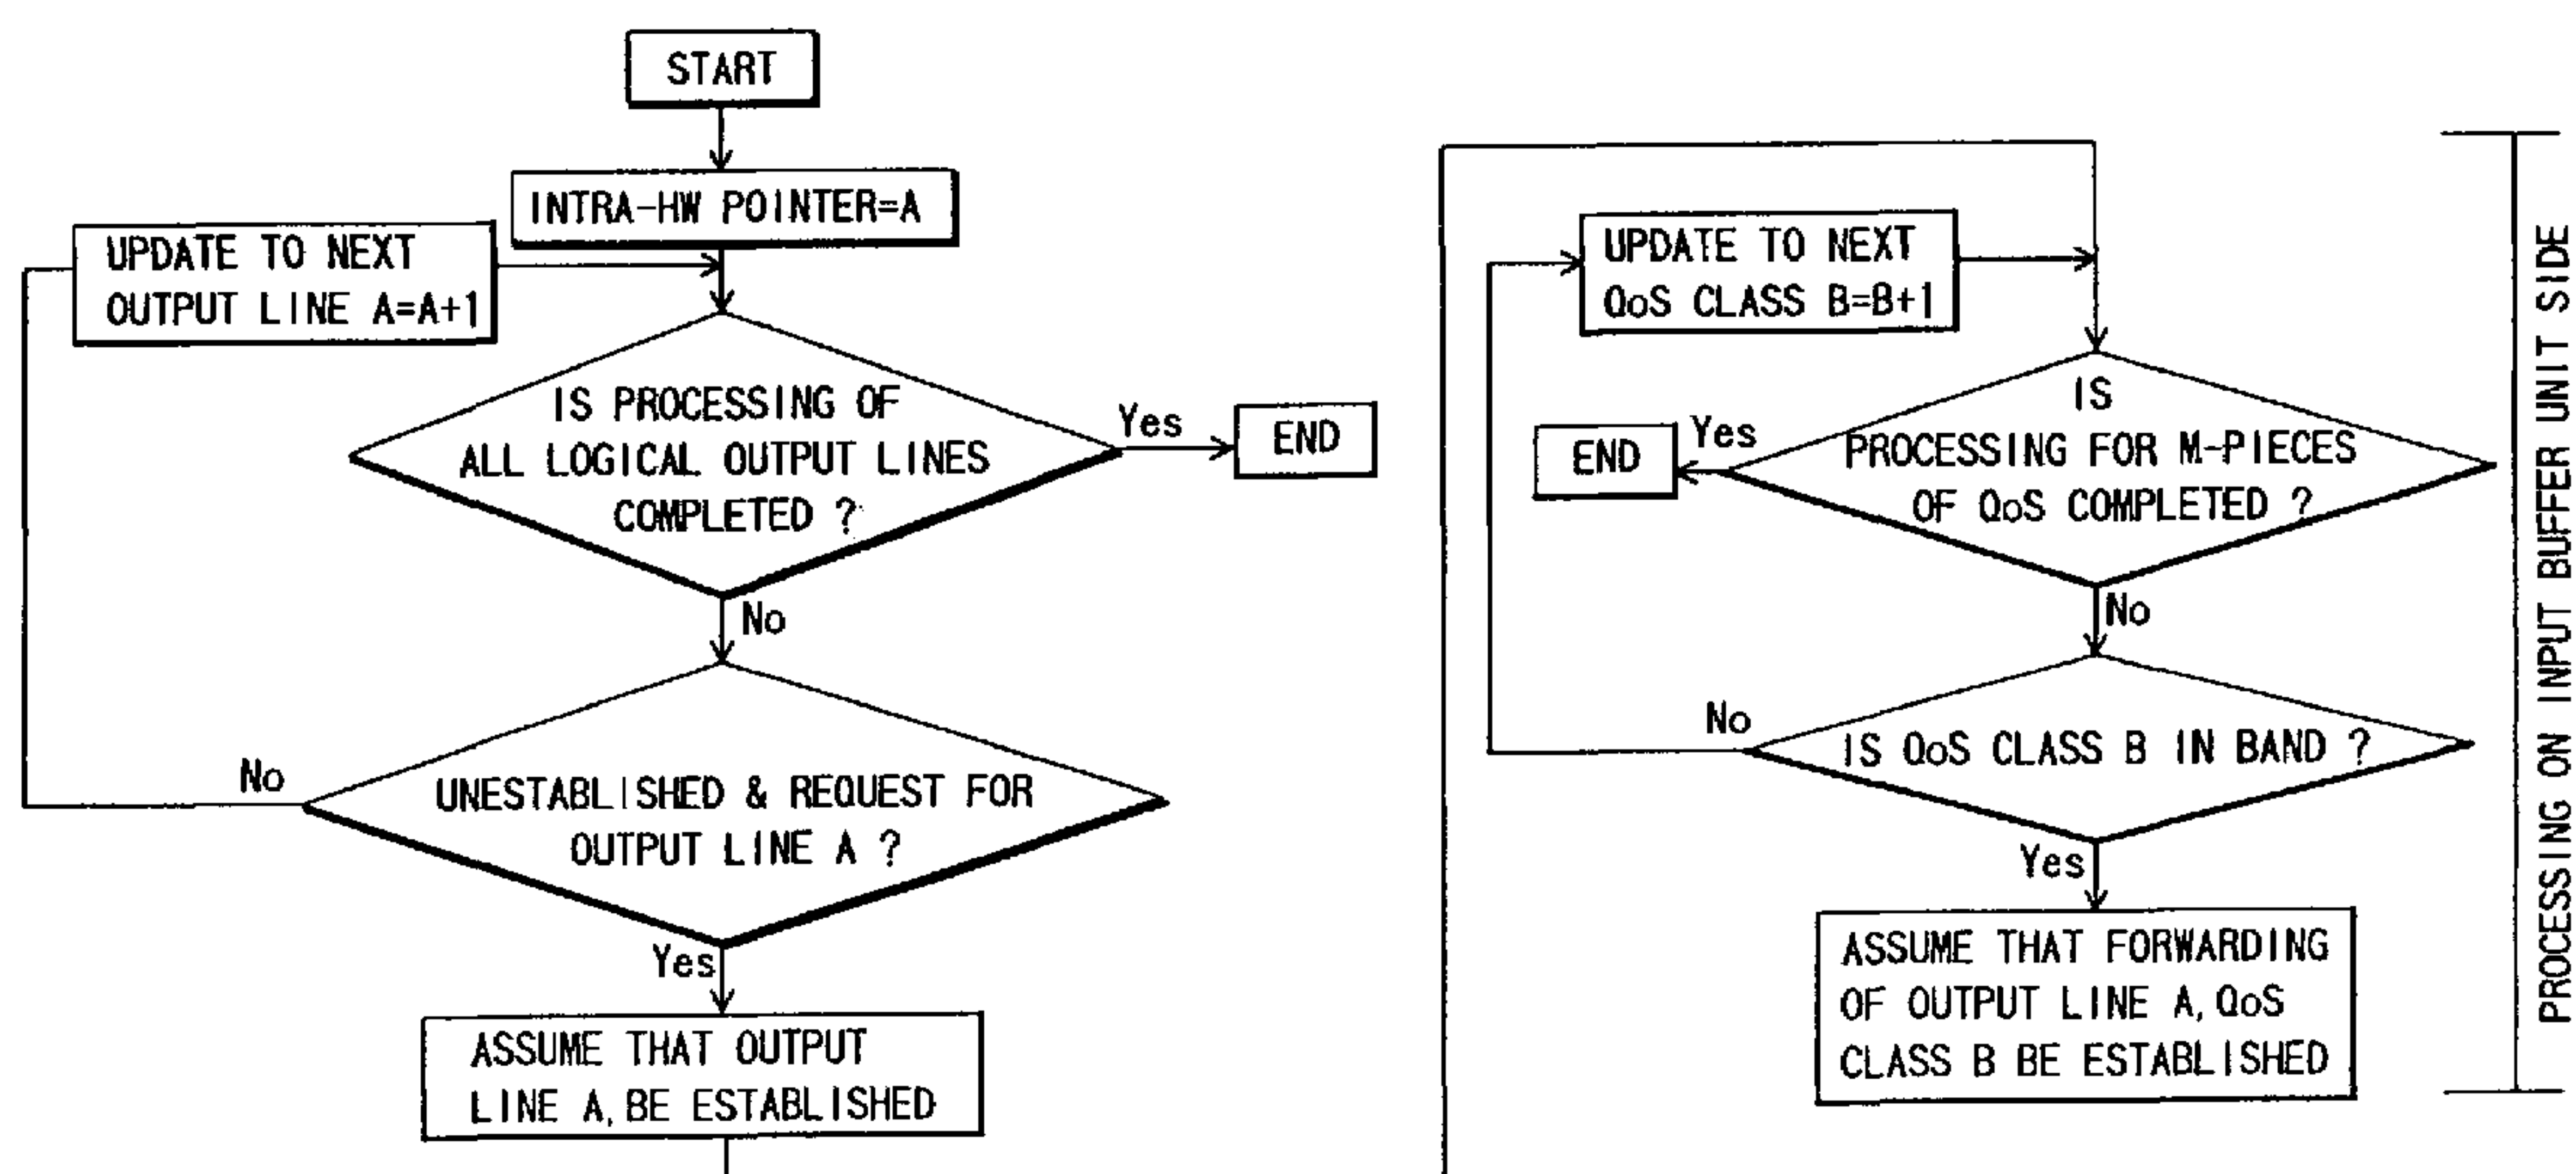 START
INTRA-HW POINTER=A
UPDATE TO NEXT
OUTPUT LINE A=A+1
IS PROCESSING OF
ALL LOGICAL OUTPUT LINES
COMPLETED ?
Yes
END
No
UNESTABLISHED & REQUEST FOR
OUTPUT LINE A ?
No
Yes
ASSUME THAT OUTPUT
LINE A, BE ESTABLISHED
UPDATE TO NEXT
QoS CLASS B=B+1
IS
PROCESSING FOR M-PIECES
OF QoS COMPLETED ?
Yes
END
No
IS QoS CLASS B IN BAND ?
No
Yes
ASSUME THAT FORWARDING
OF OUTPUT LINE A, QoS
CLASS B BE ESTABLISHED
PROCESSING ON INPUT BUFFER UNIT SIDE